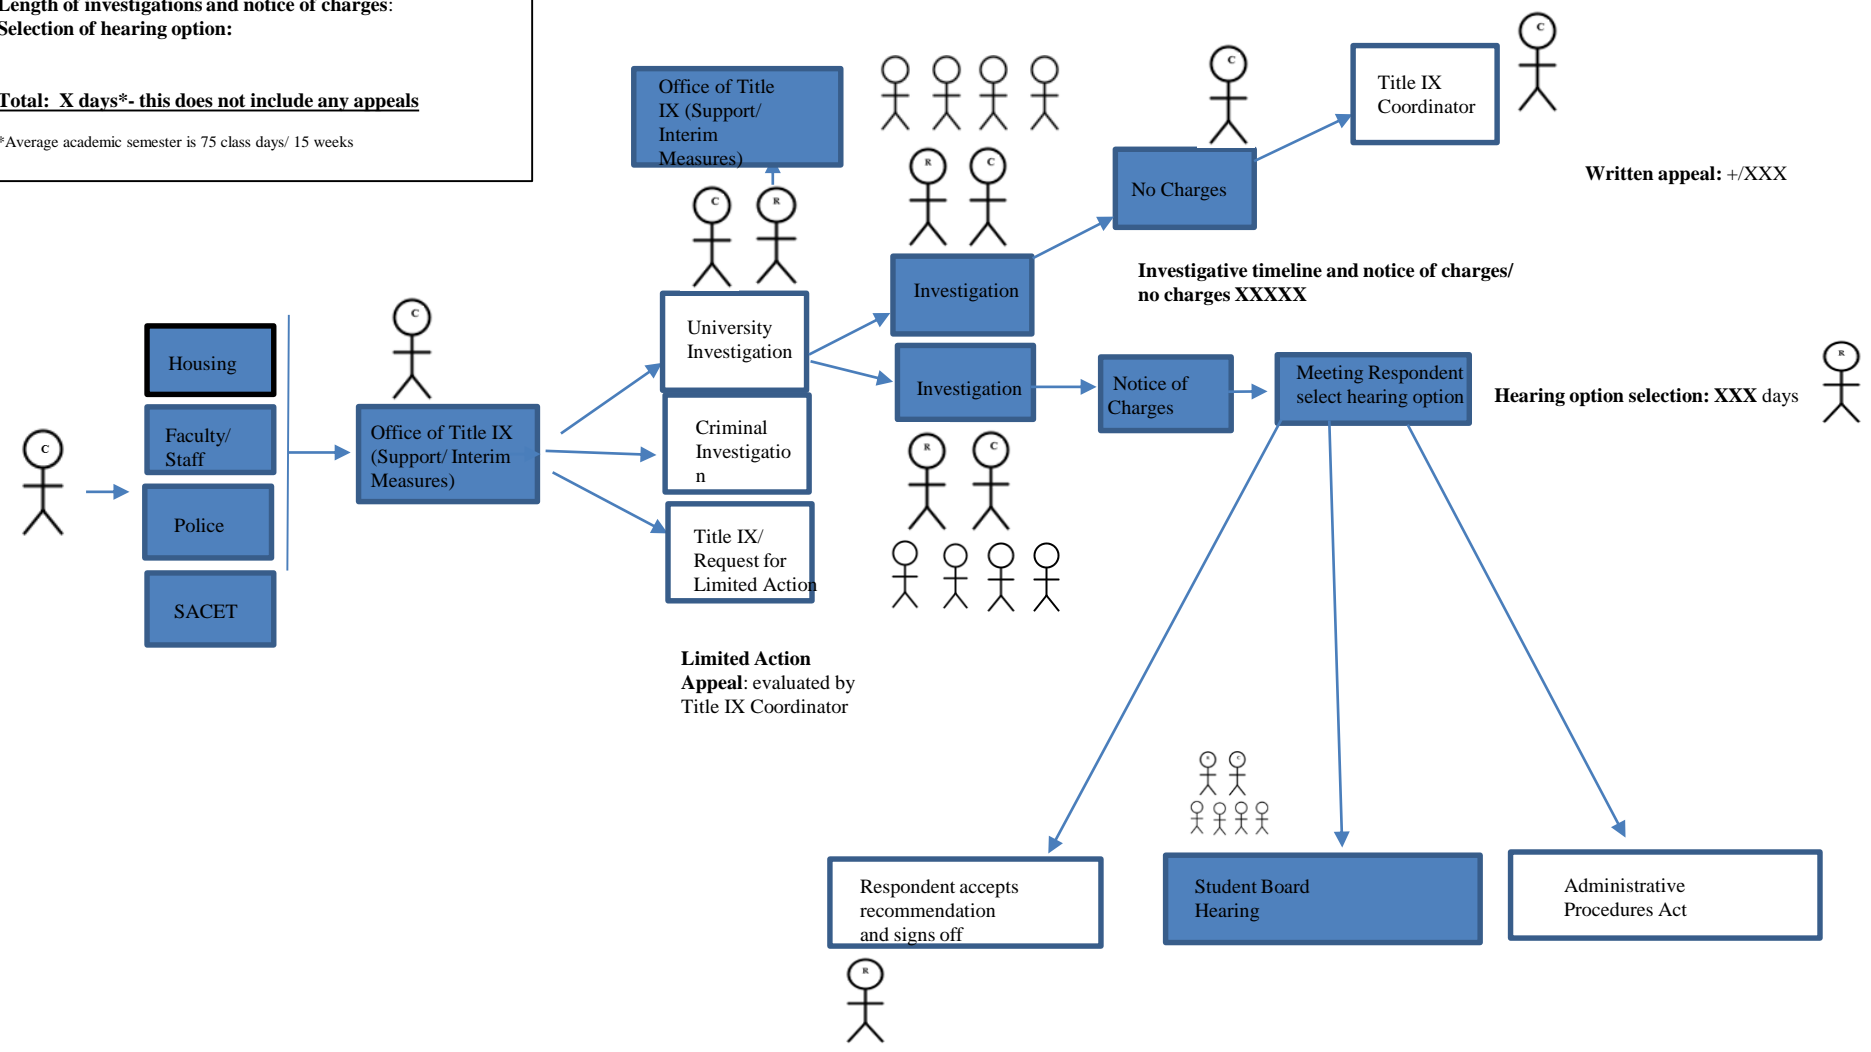 Length of investigations and notice of charges:
Selection of hearing option:
Total: X days*- this does not include any appeals
*Average academic semester is 75 class days/ 15 weeks
C
Housing
Faculty/
Staff
Police
SACET
C
Office of Title IX
(Support/ Interim
Measures)
Office of Title
IX (Support/
Interim
Measures)
C
R
University
Investigation
Criminal
Investigatio
n
Title IX/
Request for
Limited Action
Limited Action
Appeal: evaluated by
Title IX Coordinator
R
C
Investigation
Investigation
R
C
C
No Charges
Title IX
Coordinator
C
Written appeal: +/XXX
Investigative timeline and notice of charges/
no charges XXXXX
Notice of
Charges
Meeting Respondent
select hearing option
Hearing option selection: XXX days
R
Respondent accepts
recommendation
and signs off
R
R
C
Student Board
Hearing
Administrative
Procedures Act